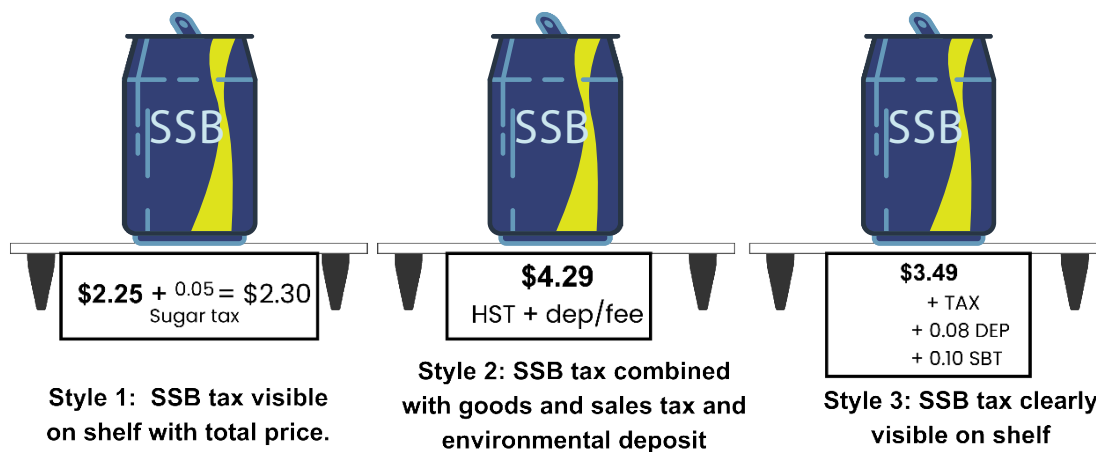 SSB
$2.25 + 0.05 = $2.30
Sugar tax
Style 1: SSB tax visible
on shelf with total price.
SSB
$4.29
HST + dep/fee
Style 2: SSB tax combined
with goods and sales tax and
environmental deposit
SSB
$3.49
+ TAX
+ 0.08 DEP
+ 0.10 SBT
Style 3: SSB tax clearly
visible on shelf